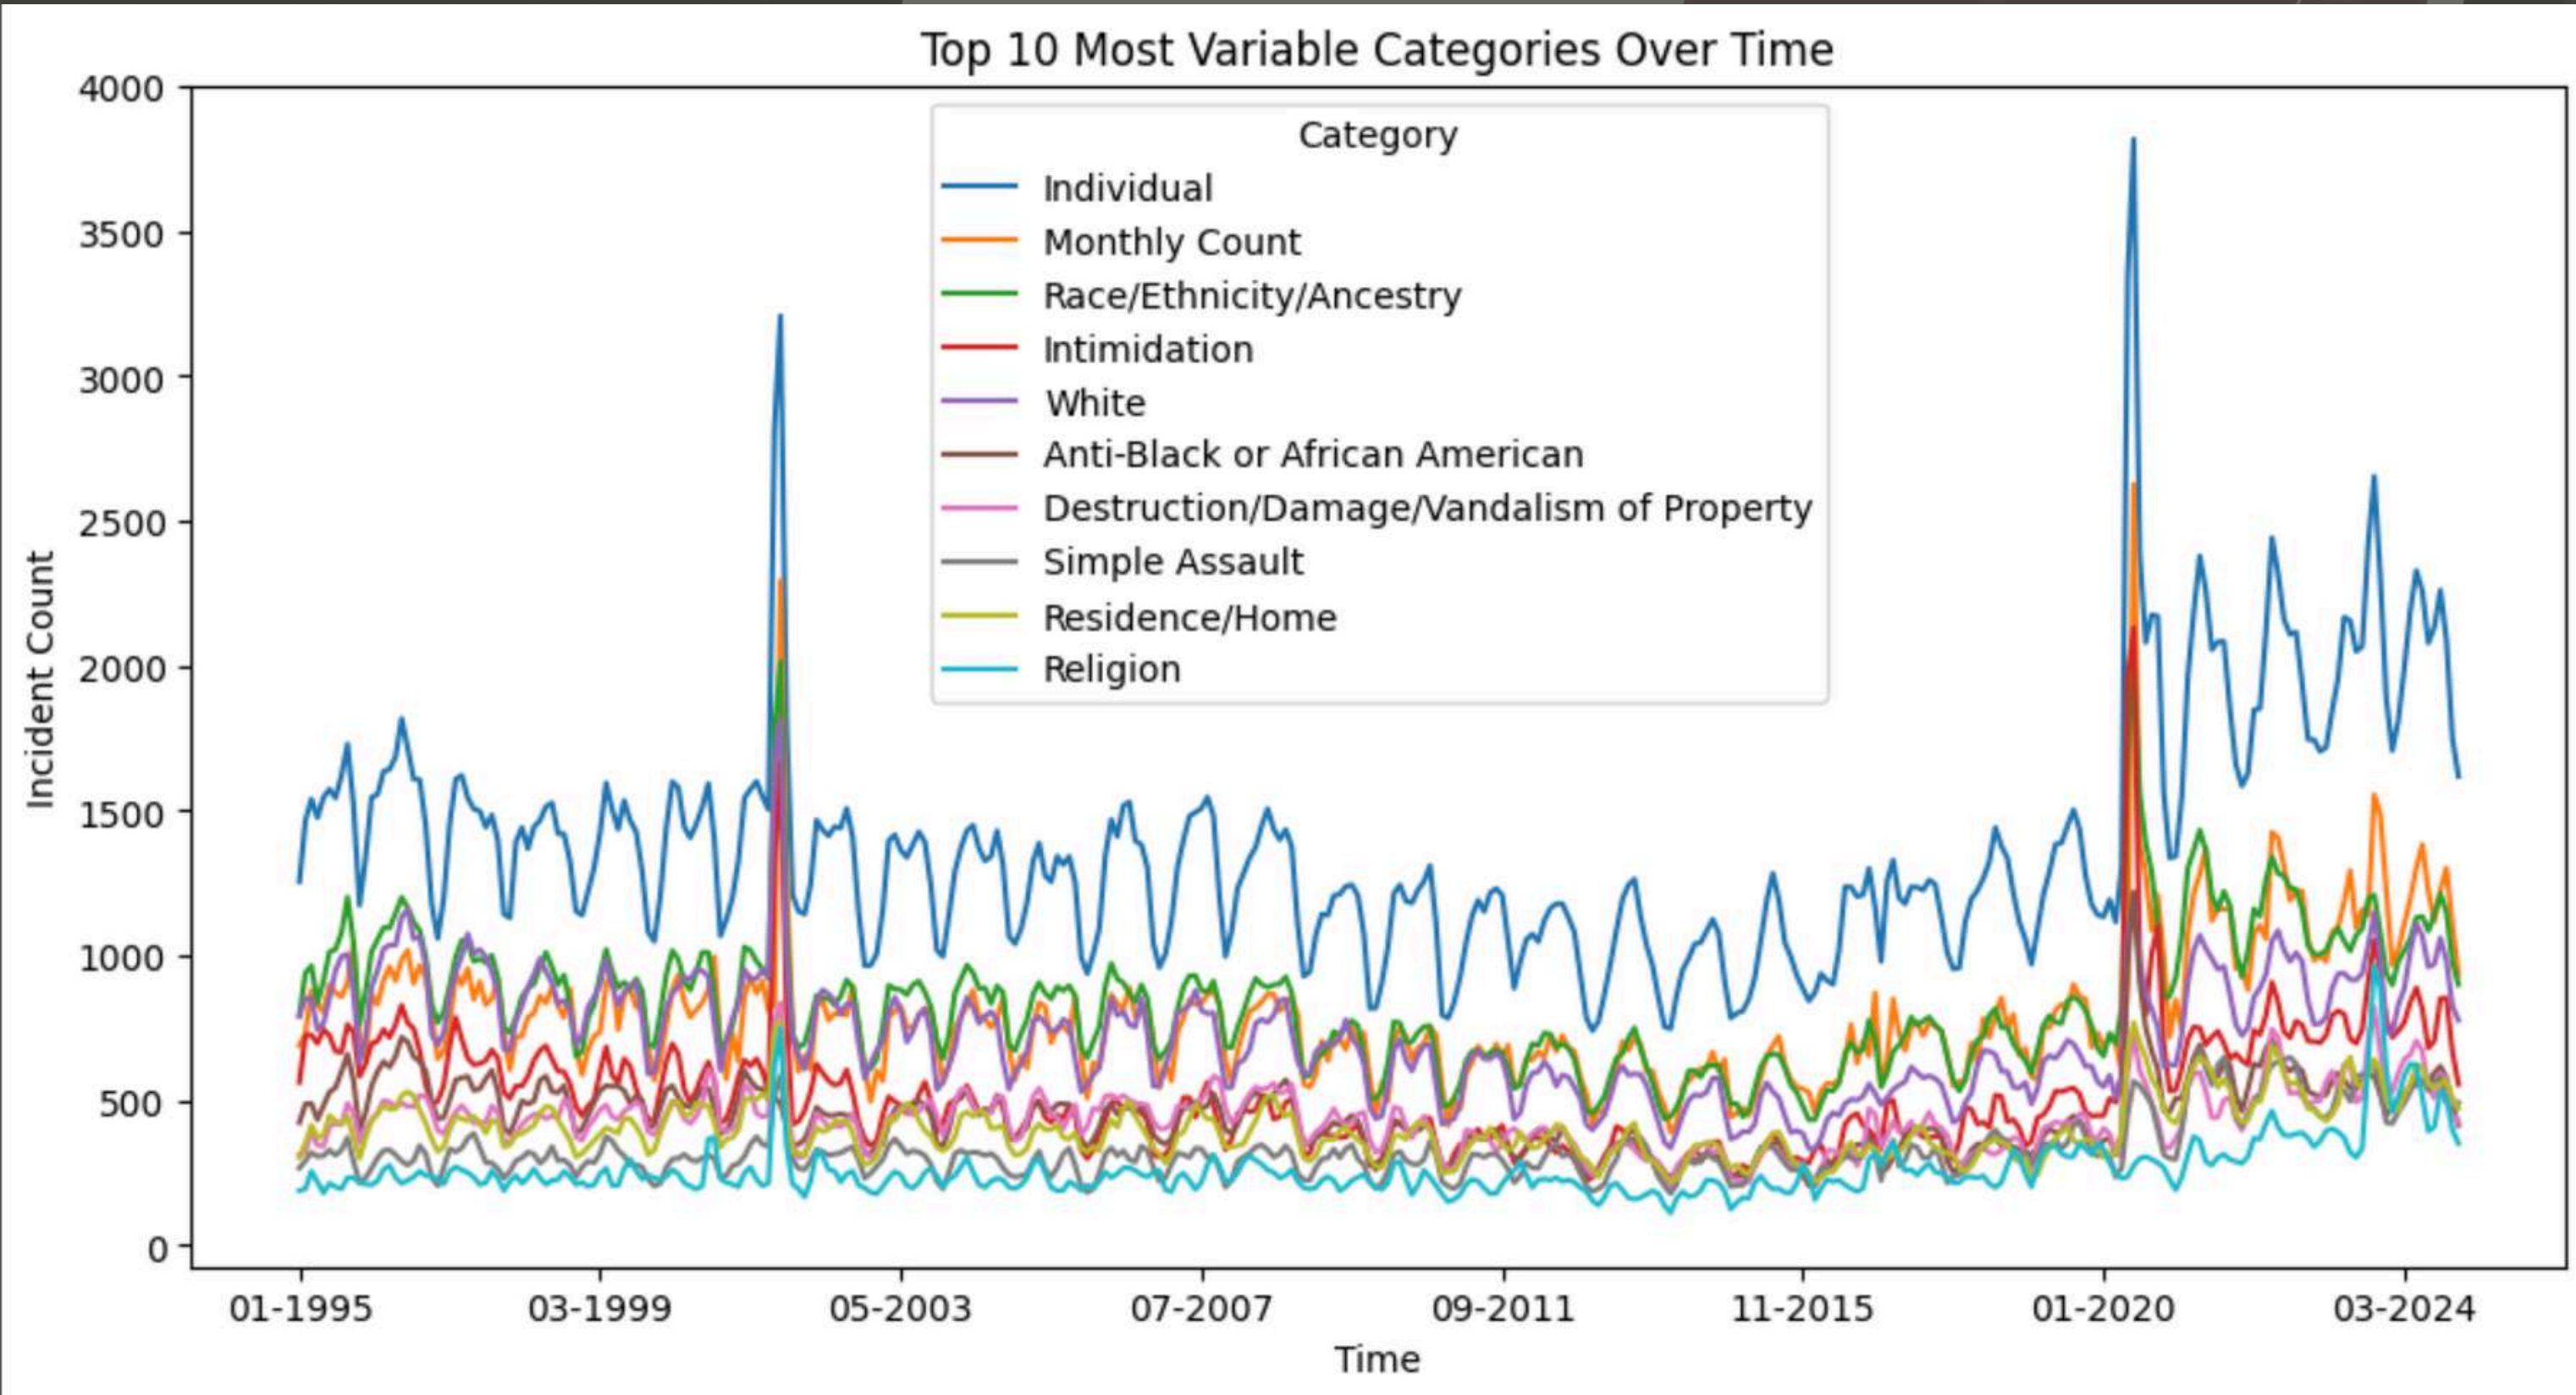 Top 10 Most Variable Categories Over Time
4000
3500
3000
2500
2000
1500
1000
500
0
Incident Count
Category
Individual
Monthly Count
Race/Ethnicity/Ancestry
Intimidation
White
Anti-Black or African American
Destruction/Damage/Vandalism of Property
Simple Assault
Residence/Home
Religion
01-1995
03-1999
05-2003
07-2007
09-2011
11-2015
01-2020
03-2024
Time